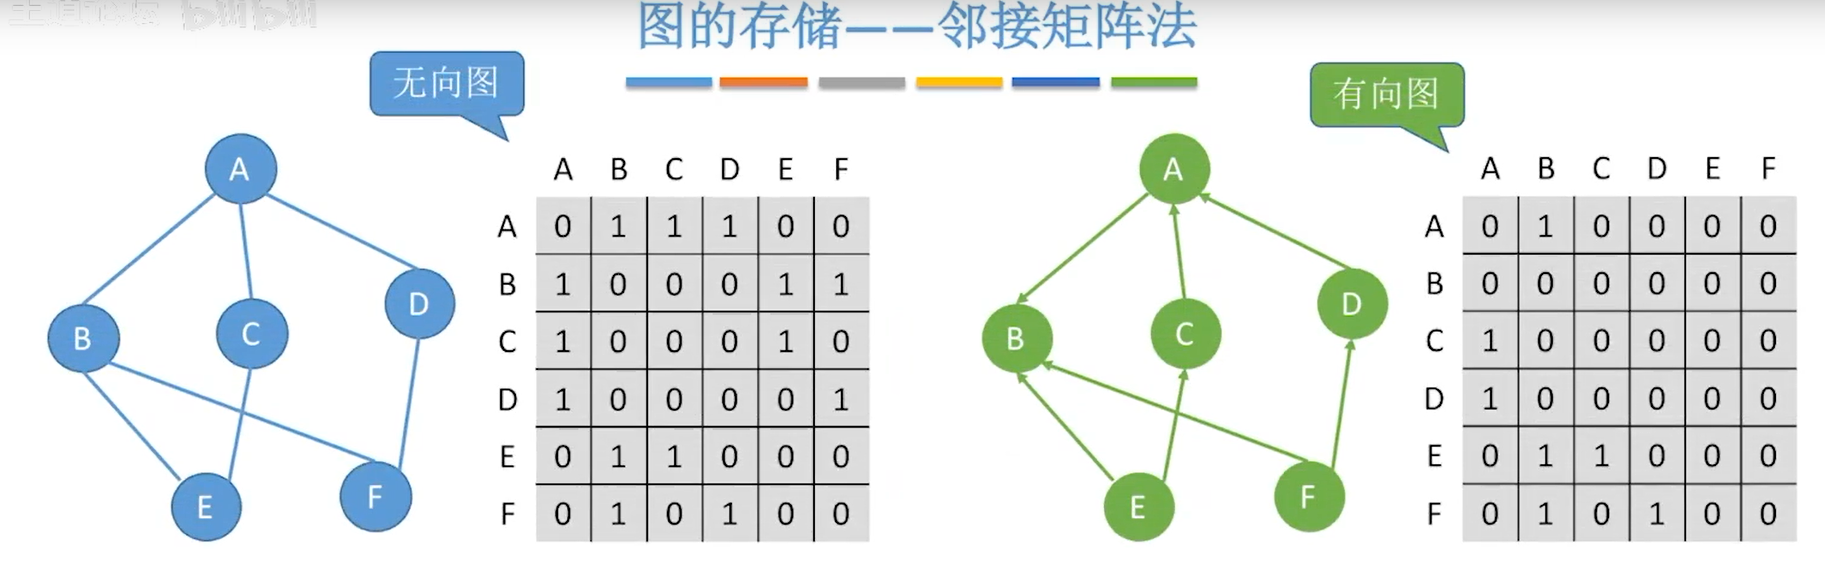 图的存储——邻接矩阵法
无向图
A
B
C
D
E
F
A B C D E F
A 0 1 1 1 0 0
B 1 0 0 0 1 1
C 1 0 0 0 1 0
D 1 0 0 0 0 1
E 0 1 1 0 0 0
F 0 1 0 1 0 0
有向图
A
B
C
D
E
F
A B C D E F
A 0 1 0 0 0 0
B 0 0 0 0 0 0
C 1 0 0 0 0 0
D 1 0 0 0 0 0
E 0 1 1 0 0 0
F 0 1 0 1 0 0